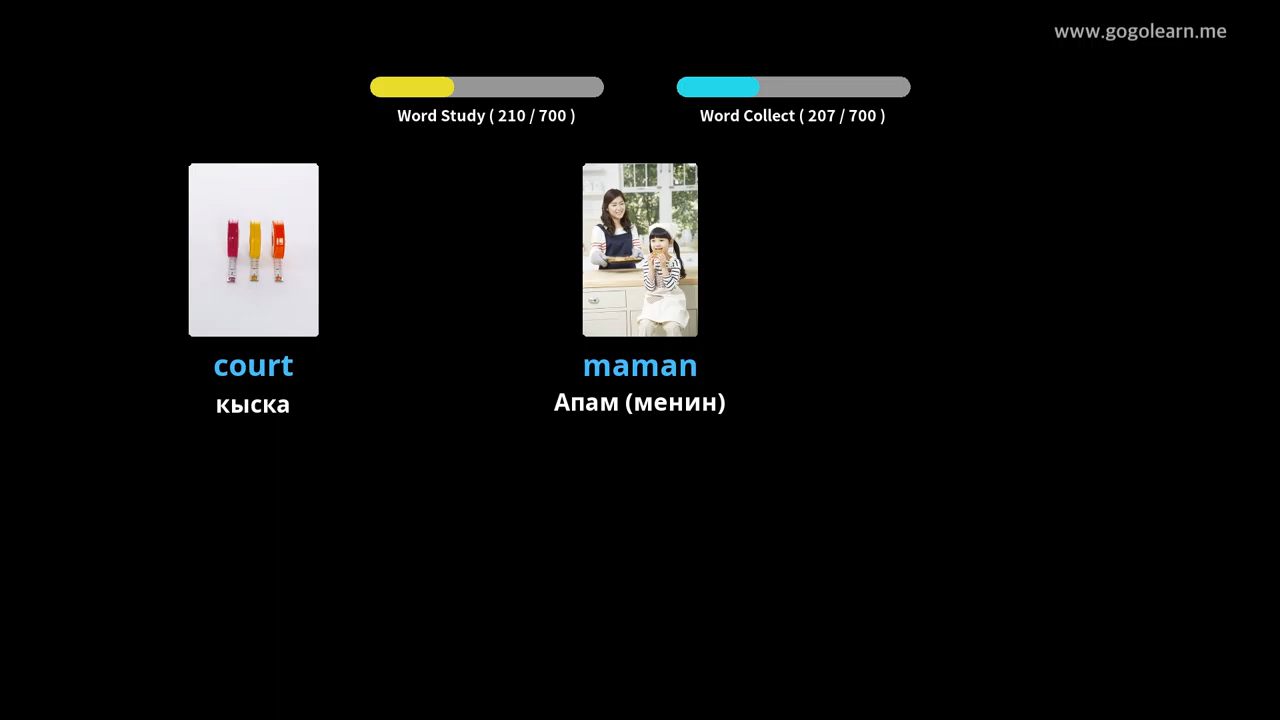 www.gogolearn.me
Word Study ( 210 / 700 )
Word Collect ( 207 / 700 )
court
maman
кыска
Апам (менин)